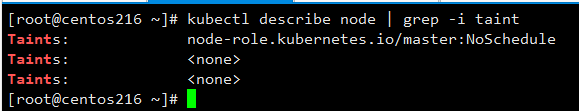 [root@centos216 ~]# kubectl describe node | grep -i taint
Taints:             node-role.kubernetes.io/master:NoSchedule
Taints:             <none>
Taints:             <none>
[root@centos216 ~]#